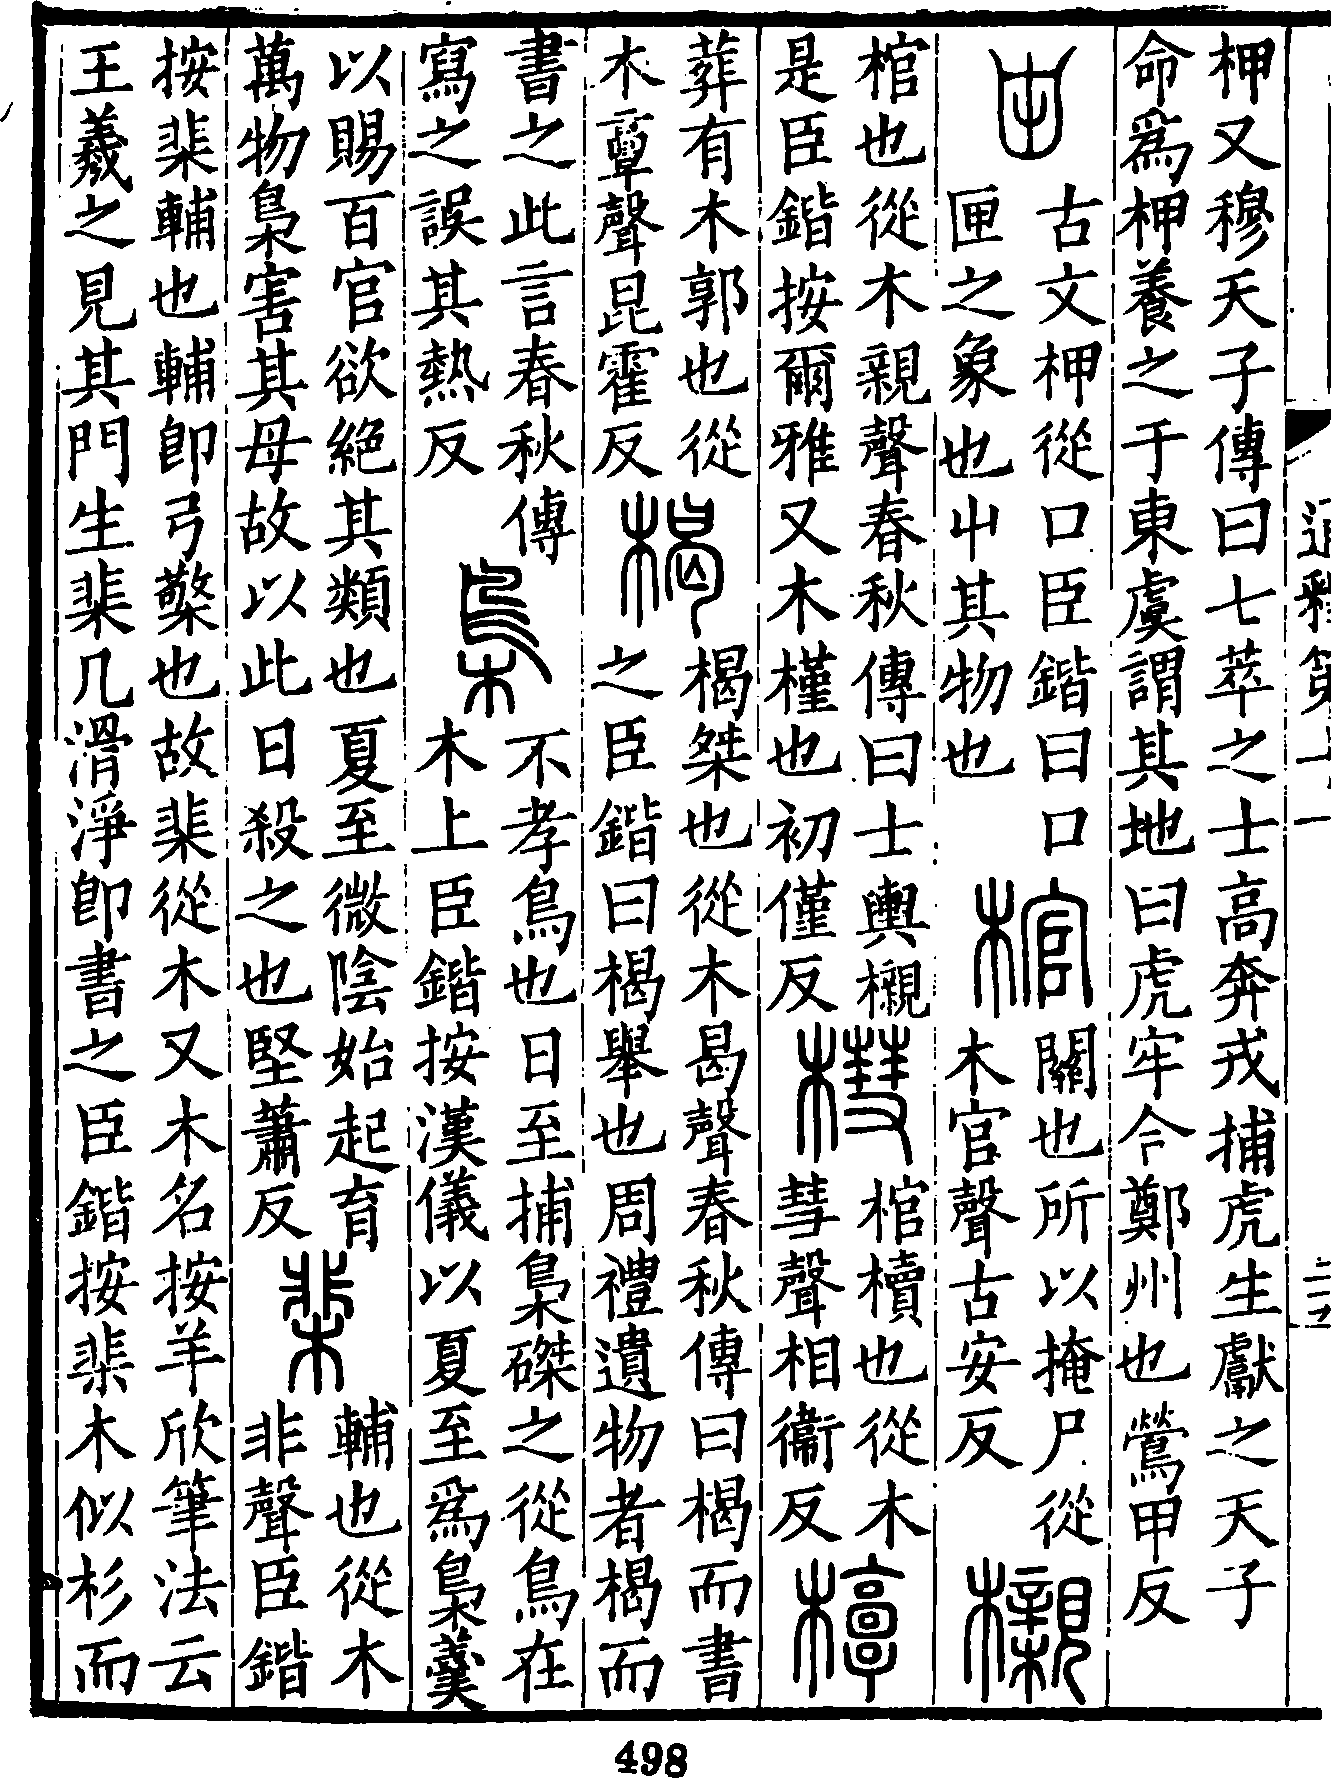 柙又穆天子傳曰七萃之士高奔戎捕虎生獻之天子
命為柙養之于東虞謂其地曰虎牢今鄭州也鶯甲反
古文柙從口臣鍇曰口
匣之象也屮其物也
棺
關也所以掩尸從
木官聲古安反
櫬
棺也從木親聲春秋傳曰士輿櫬
是臣鍇按爾雅又木槿也初僅反
槥
棺櫝也從木
彗聲相衞反
槨
葬有木郭也從
木𩫖聲昆霍反
楬
楬桀也從木曷聲春秋傳曰楬而書
之臣鍇曰楬舉也周禮遺物者楬而
書之此言春秋傳
寫之誤其熱反
梟
不孝鳥也日至捕梟磔之從鳥在
木上臣鍇按漢儀以夏至為梟羹
以賜百官欲絕其類也夏至微陰始起育
萬物梟害其母故以此日殺之也堅蕭反
棐
輔也從木
非聲臣鍇
按棐輔也輔卽弓檠也故棐從木又木名按羊欣筆法云
王羲之見其門生棐几滑淨卽書之臣鍇按棐木似杉而
三二
498